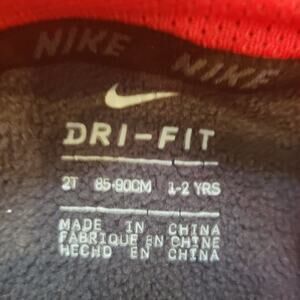 NIKE NIKE
DRI-FIT
2T 85-90CM 1-2 YRS
MADE IN CHINA
FABRIQUE EN CHINE
HECHO EN CHINA